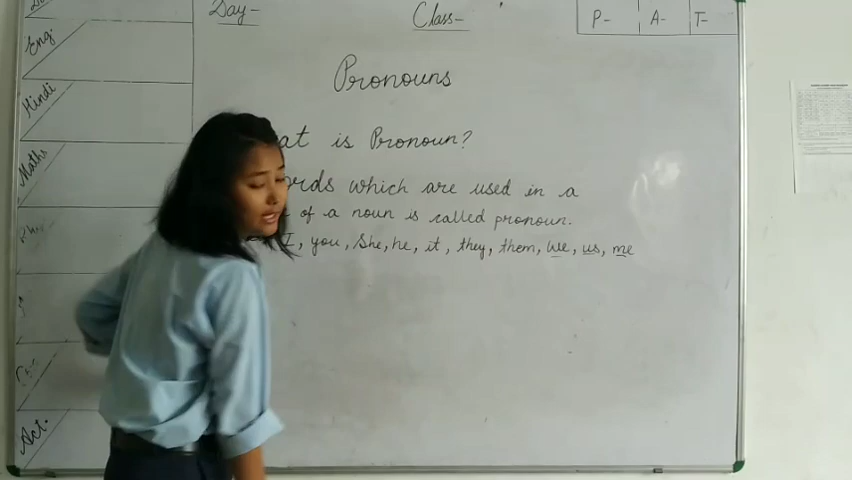 Day- Class- P- A- T-
Eng.
Hindi
Maths
Pronouns
at is Pronoun?
ords which are used in a
of a noun is called pronoun.
I, you, She, he, it, they, them, we, us, me
Act.